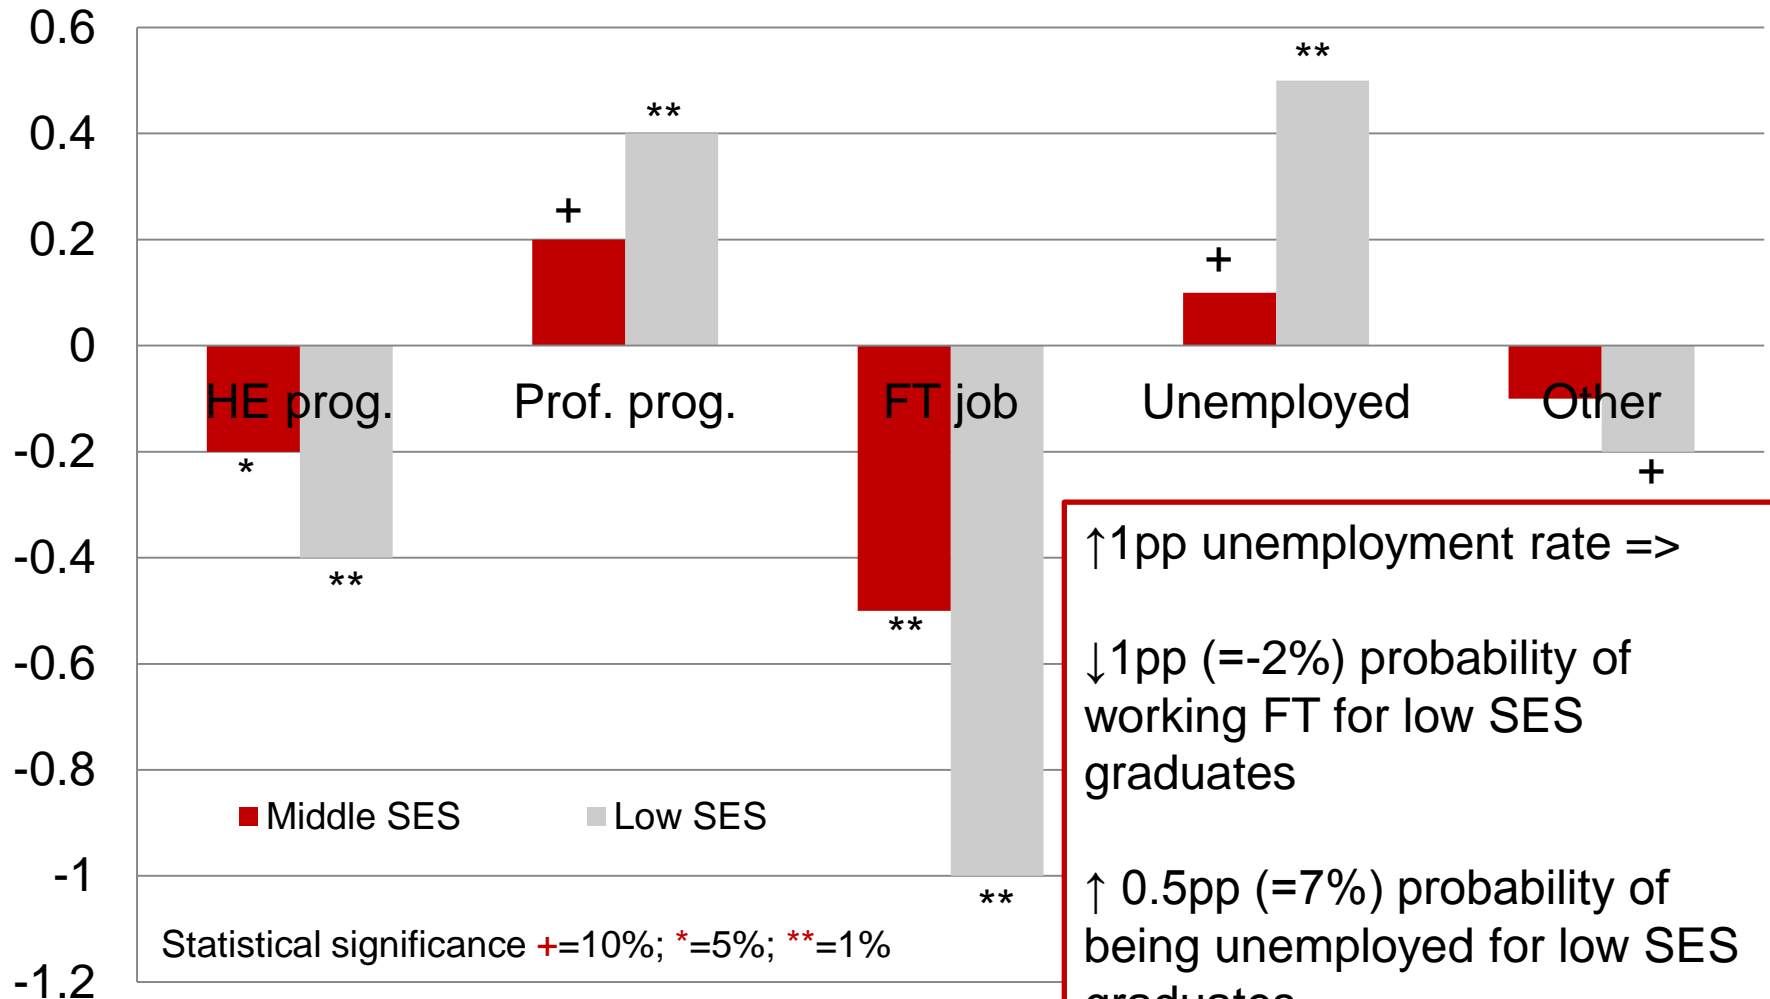 0.6
0.4
0.2
0
-0.2
-0.4
-0.6
-0.8
-1
-1.2
**
**
+
+
HE prog.
Prof. prog.
FT job
Unemployed
Other
*
+
**
**
**
■ Middle SES
■ Low SES
Statistical significance +=10%; *=5%; **=1%
↑1pp unemployment rate =>
↓1pp (=-2%) probability of
working FT for low SES
graduates
↑ 0.5pp (=7%) probability of
being unemployed for low SES
graduates